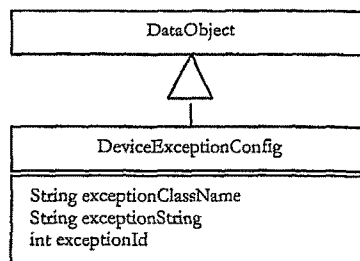 DataObject
DeviceExceptionConfig
String exceptionClassName
String exceptionString
int exceptionId